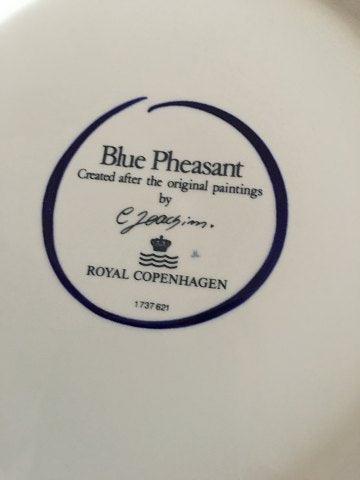 Blue Pheasant
Created after the original paintings
by
C Joachim.
ROYAL COPENHAGEN
1737621